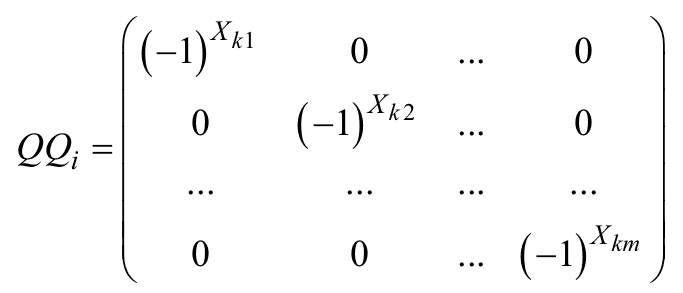 (−1)^{X_{k1}} 0 ... 0
0 (−1)^{X_{k2}} ... 0
QQ_i =
... ... ... ...
0 0 ... (−1)^{X_{km}}